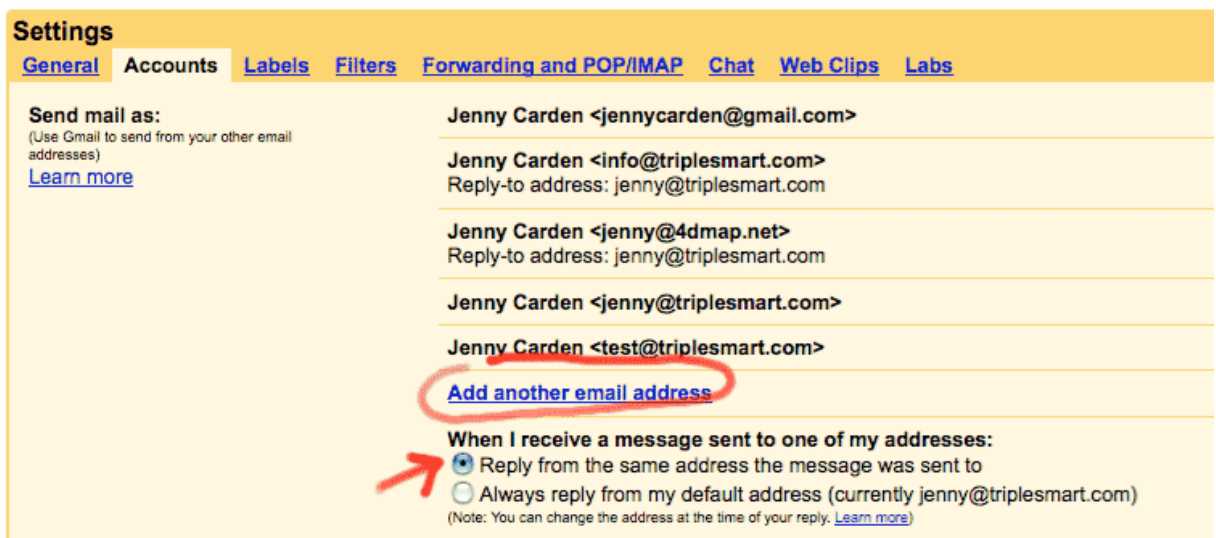 Settings
General Accounts Labels Filters Forwarding and POP/IMAP Chat Web Clips Labs
Send mail as:
(Use Gmail to send from your other email
addresses)
Learn more
Jenny Carden <jennycarden@gmail.com>
Jenny Carden <info@triplesmart.com>
Reply-to address: jenny@triplesmart.com
Jenny Carden <jenny@4dmap.net>
Reply-to address: jenny@triplesmart.com
Jenny Carden <jenny@triplesmart.com>
Jenny Carden <test@triplesmart.com>
Add another email address
When I receive a message sent to one of my addresses:
Reply from the same address the message was sent to
Always reply from my default address (currently jenny@triplesmart.com)
(Note: You can change the address at the time of your reply. Learn more)